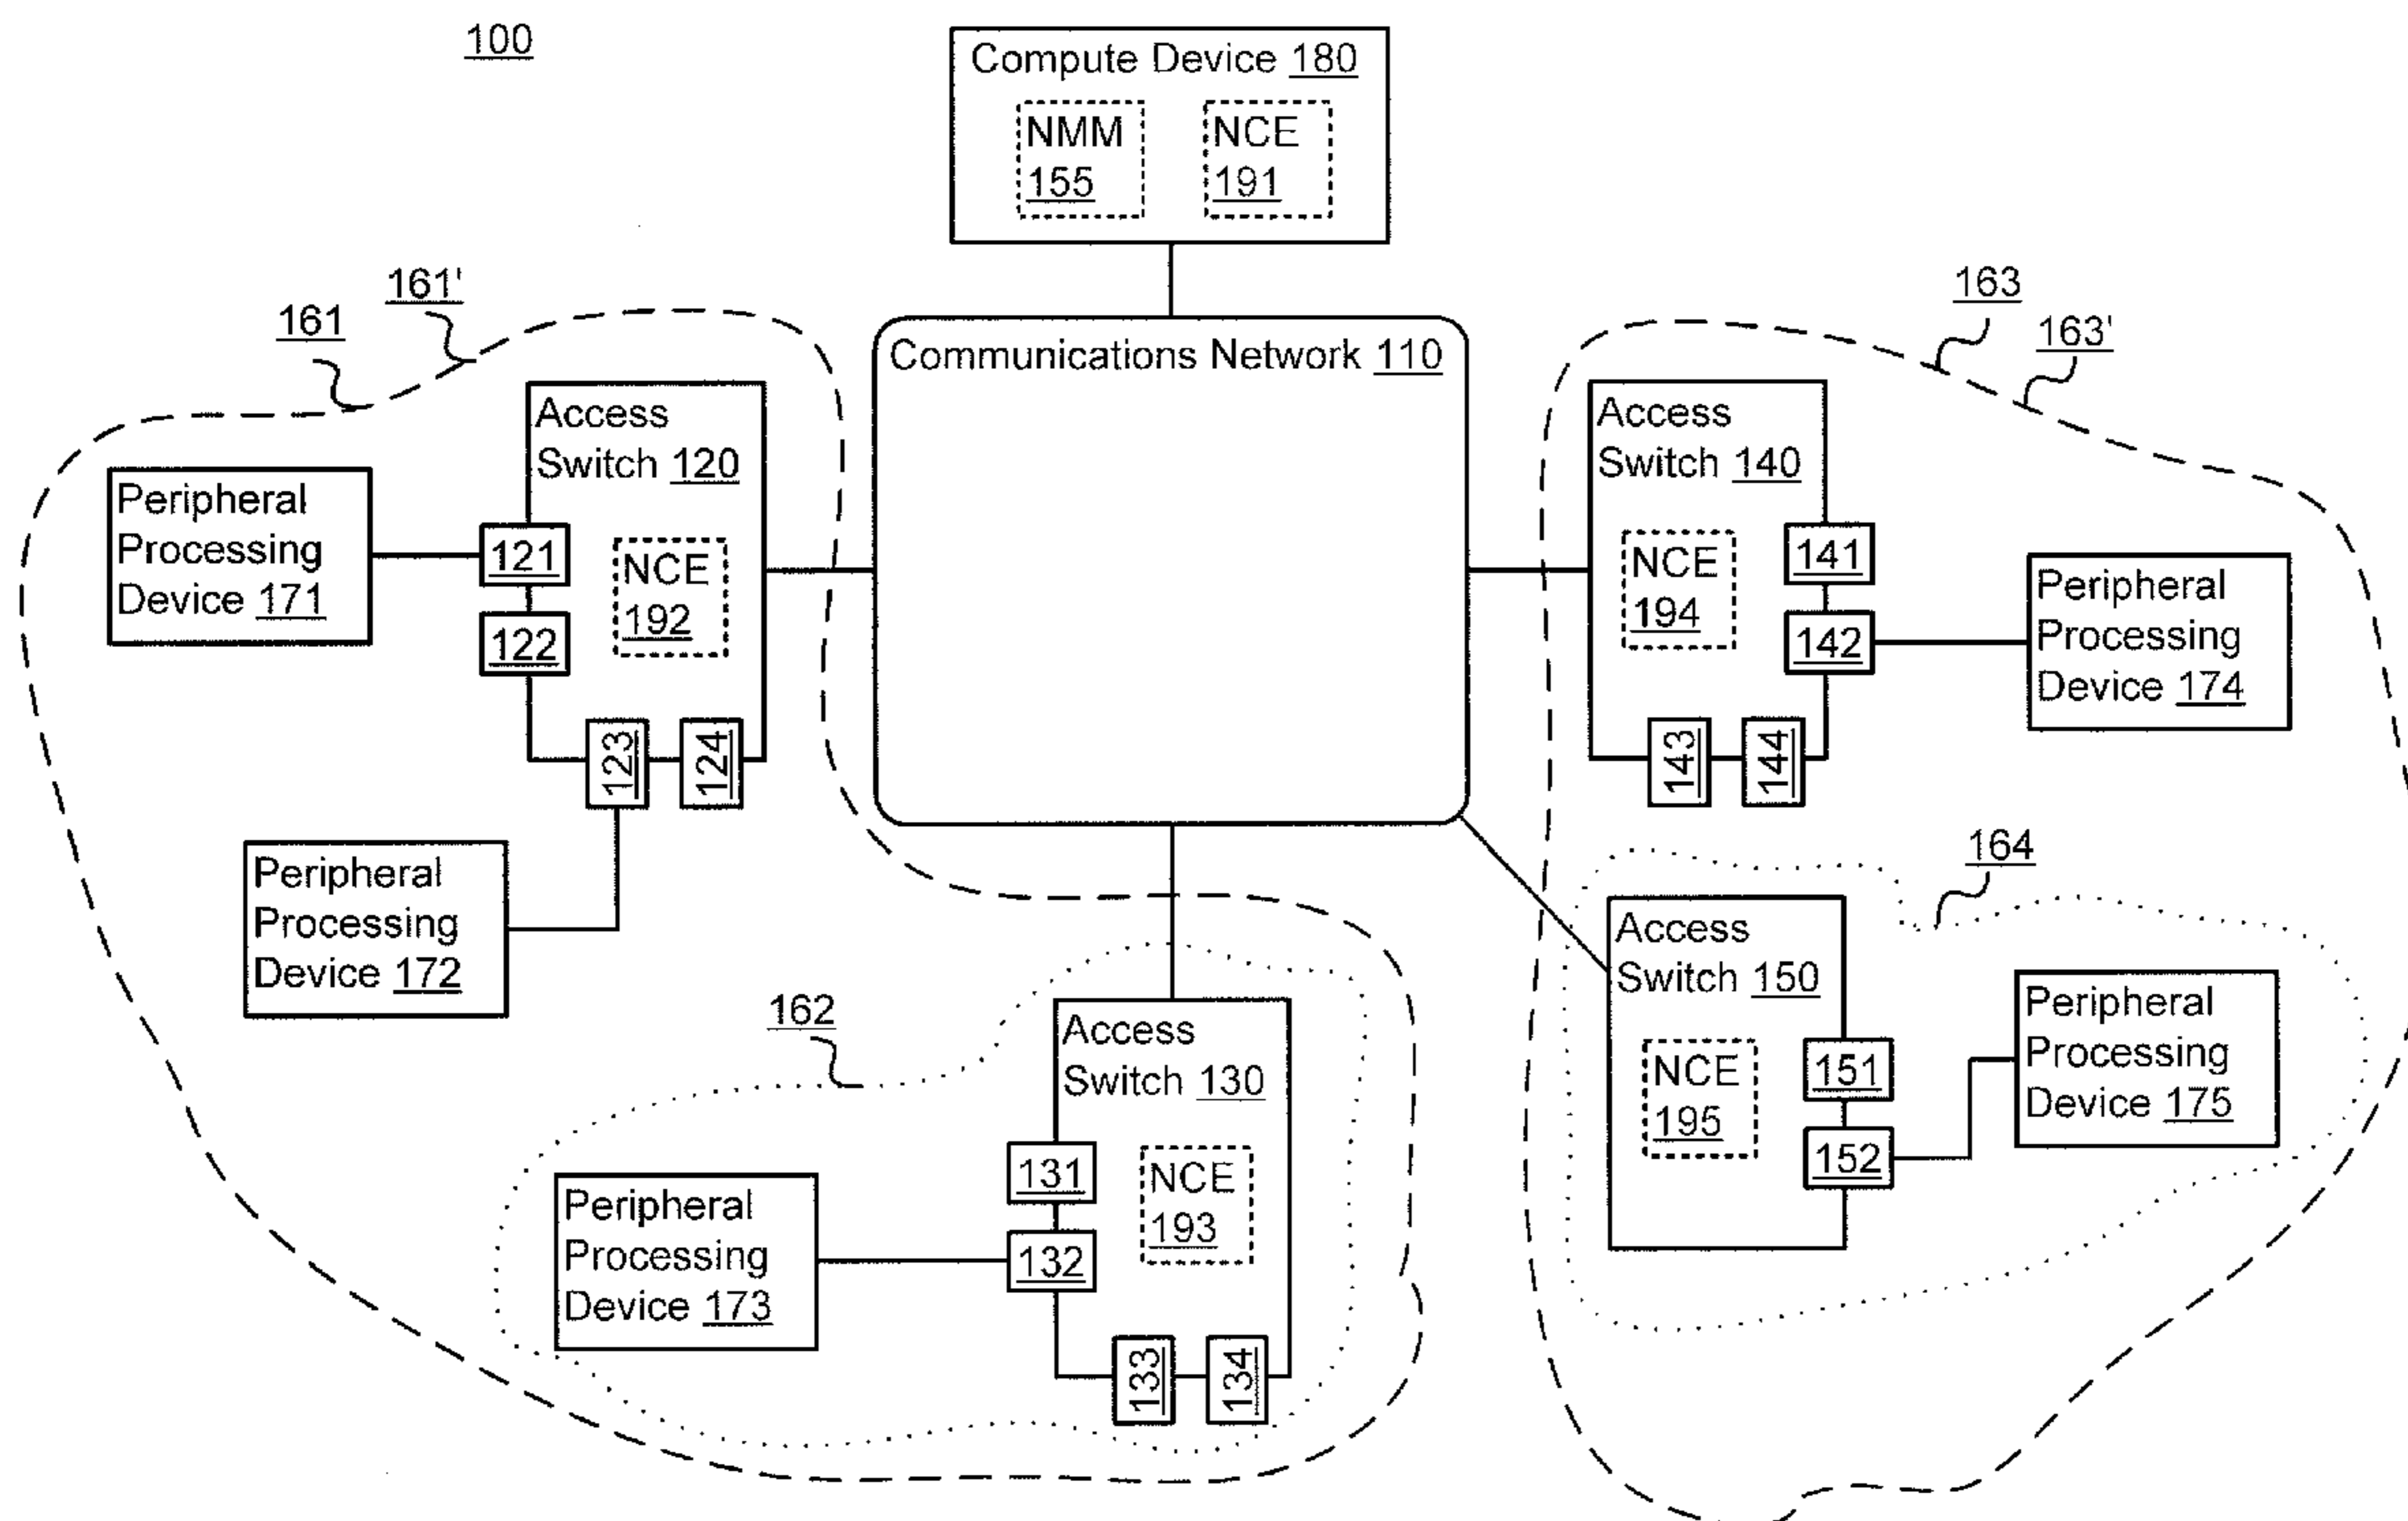 100
Compute Device 180
NMM
155
NCE
191
161'
161
163
163'
Communications Network 110
Access
Switch 120
NCE
192
121
122
123
124
Peripheral
Processing
Device 171
Peripheral
Processing
Device 172
Access
Switch 140
NCE
194
141
142
143
144
Peripheral
Processing
Device 174
164
Access
Switch 150
NCE
195
151
152
Peripheral
Processing
Device 175
162
Access
Switch 130
NCE
193
131
132
133
134
Peripheral
Processing
Device 173